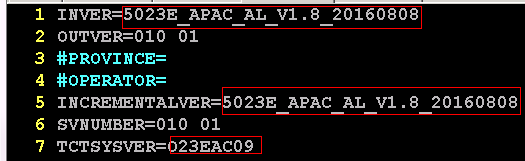 1 INVER=5023E_APAC_AL_V1.8_20160808
2 OUTVER=010 01
3 #PROVINCE=
4 #OPERATOR=
5 INCREMENTALVER=5023E_APAC_AL_V1.8_20160808
6 SVNUMBER=010 01
7 TCTSYSVER=023EAC09